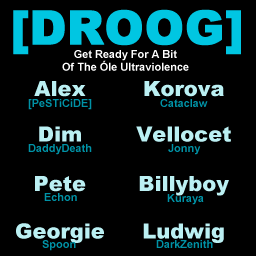 [DROOG]
Get Ready For A Bit
Of The Óle Ultraviolence
Alex Korova
[PeSTiCiDE] Cataclaw
Dim Vellocet
DaddyDeath Jonny
Pete Billyboy
Echon Kuraya
Georgie Ludwig
Spoon DarkZenith